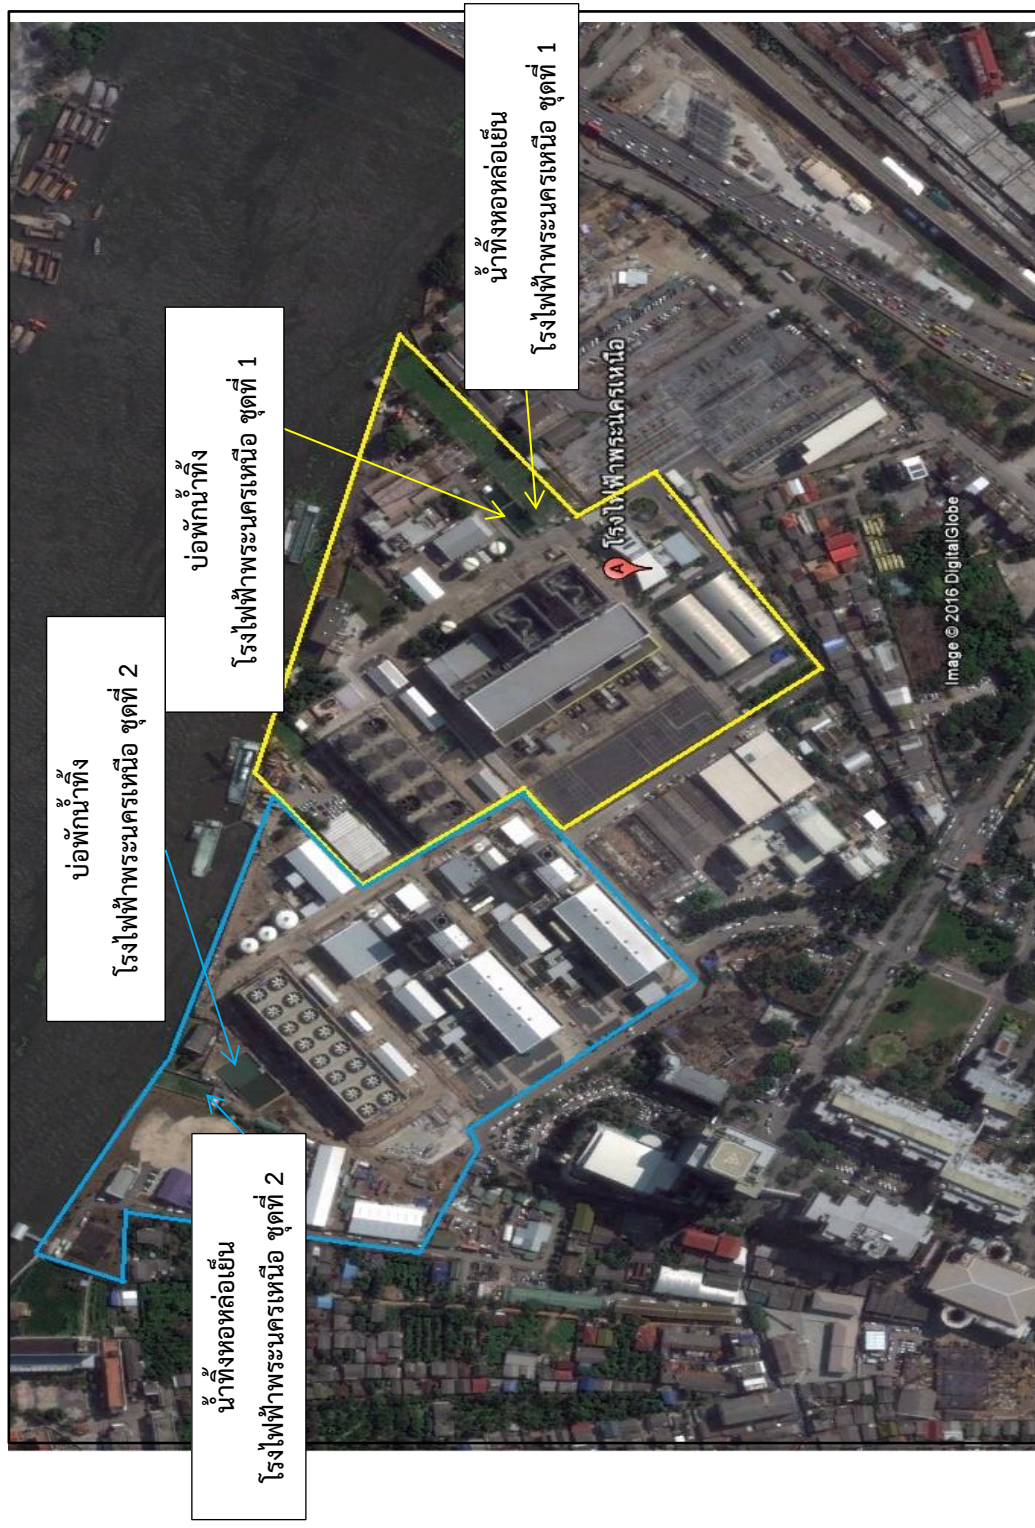 น้ำทิ้งหอหล่อเย็น
โรงไฟฟ้าพระนครเหนือ ชุดที่ 2
บ่อพักน้ำทิ้ง
โรงไฟฟ้าพระนครเหนือ ชุดที่ 2
บ่อพักน้ำทิ้ง
โรงไฟฟ้าพระนครเหนือ ชุดที่ 1
น้ำทิ้งหอหล่อเย็น
โรงไฟฟ้าพระนครเหนือ ชุดที่ 1
A
โรงไฟฟ้าพระนครเหนือ
Image © 2016 DigitalGlobe